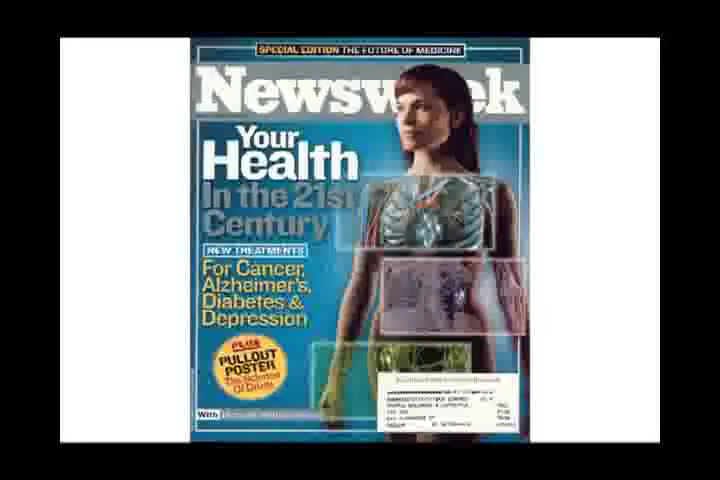 SPECIAL EDITION THE FUTURE OF MEDICINE
Newsweek
Your
Health
In the 21st
Century
NEW TREATMENTS
For Cancer,
Alzheimer's,
Diabetes &
Depression
PLUS
PULLOUT
POSTER
The Science
Of Drugs
With